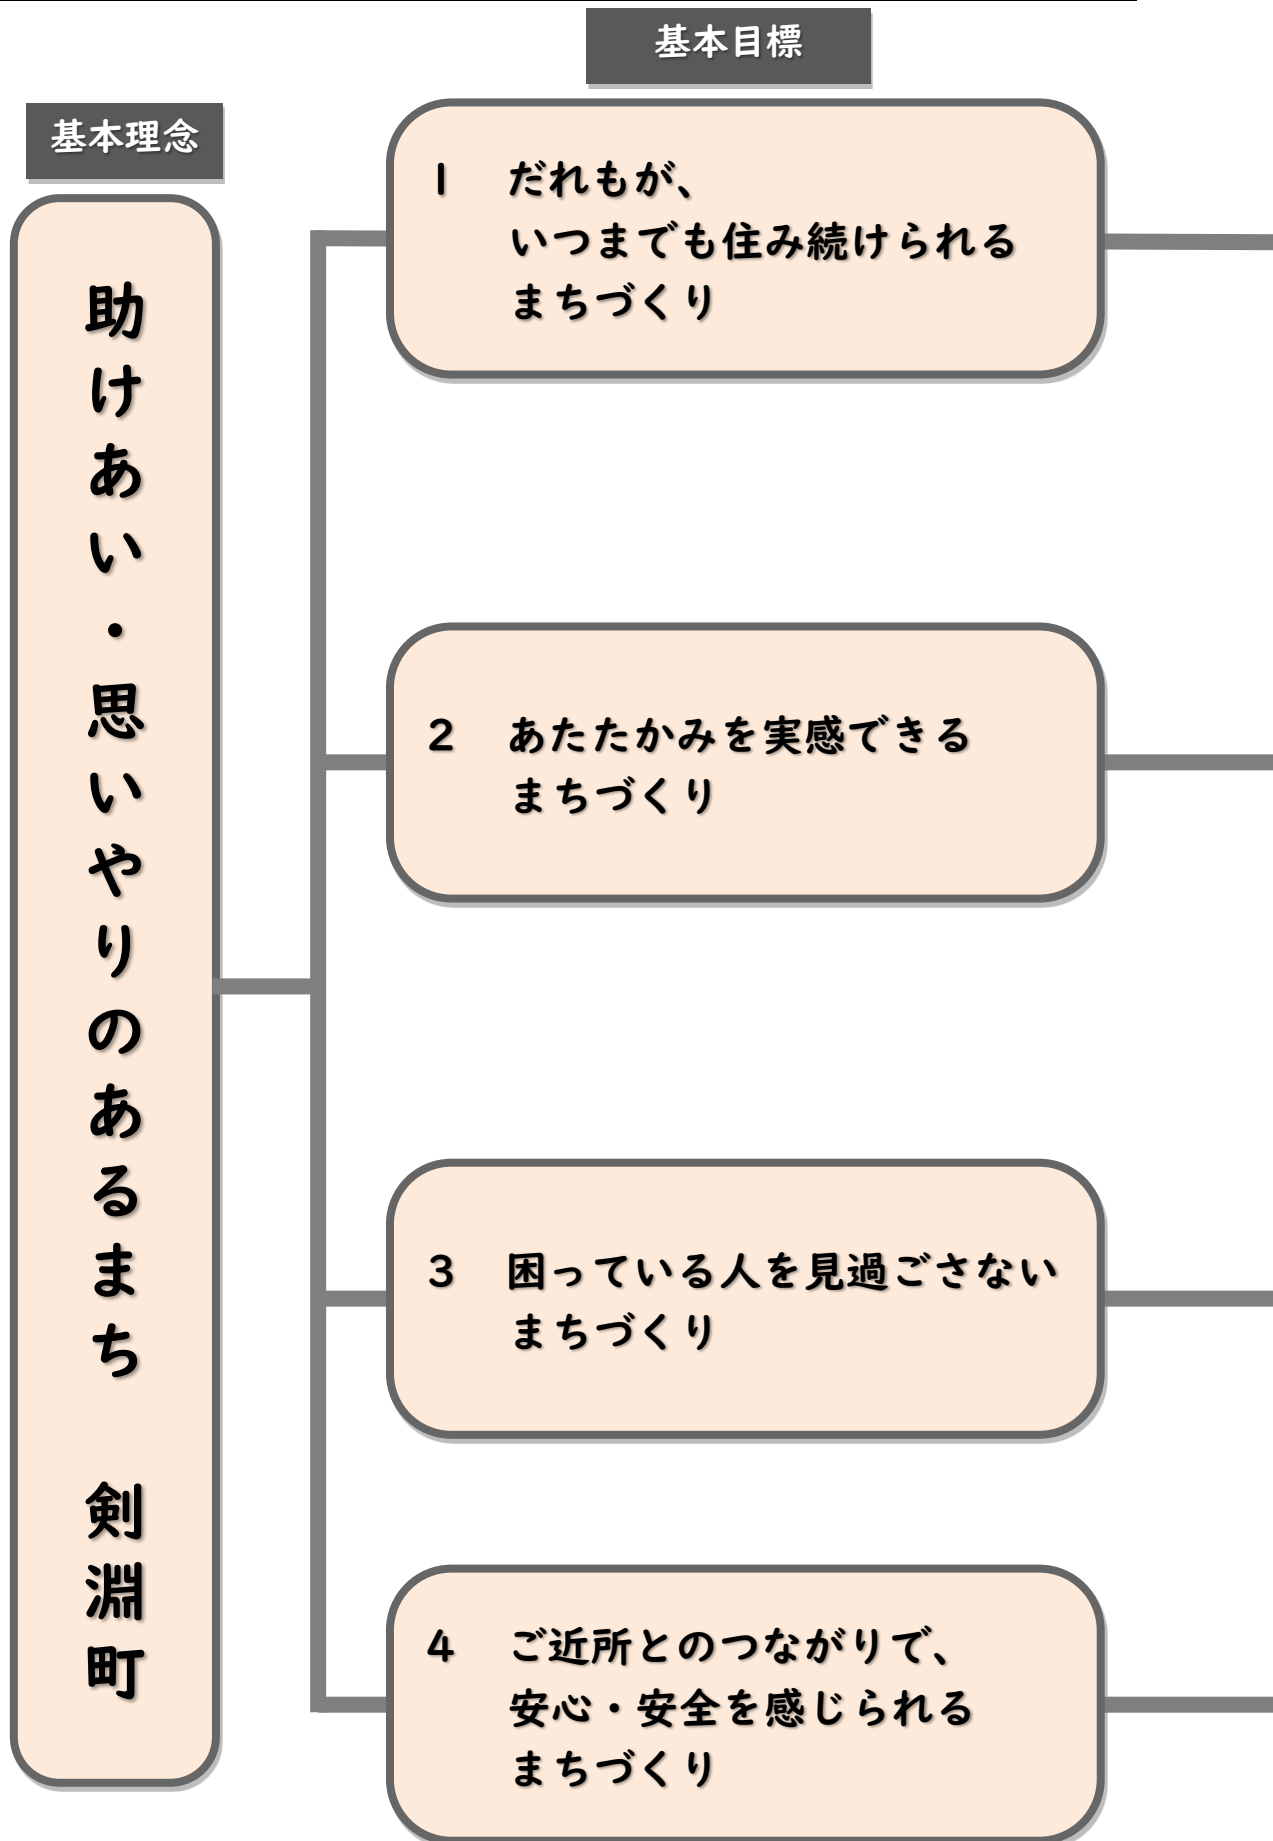 基本理念
助けあい・思いやりのあるまち　剣淵町
基本目標
1　だれもが、
いつまでも住み続けられる
まちづくり
2　あたたかみを実感できる
まちづくり
3　困っている人を見過ごさない
まちづくり
4　ご近所とのつながりで、
安心・安全を感じられる
まちづくり